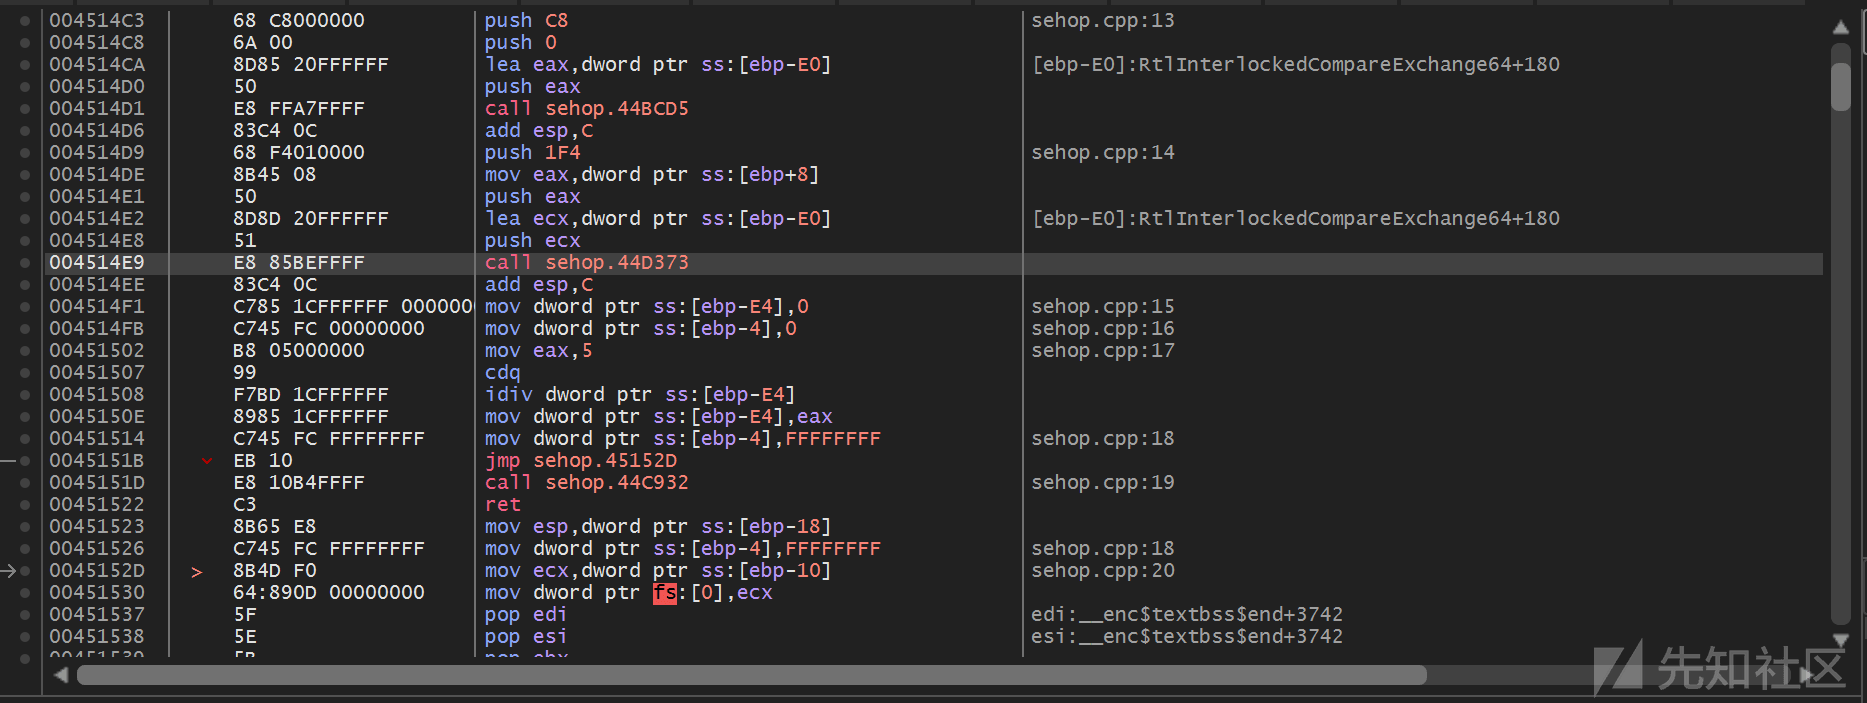 004514C3 68 C8000000 push C8 sehop.cpp:13
004514C8 6A 00 push 0
004514CA 8D85 20FFFFFF lea eax,dword ptr ss:[ebp-E0] [ebp-E0]:RtlInterlockedCompareExchange64+180
004514D0 50 push eax
004514D1 E8 FFA7FFFF call sehop.44BCD5
004514D6 83C4 0C add esp,C
004514D9 68 F4010000 push 1F4 sehop.cpp:14
004514DE 8B45 08 mov eax,dword ptr ss:[ebp+8]
004514E1 50 push eax
004514E2 8D8D 20FFFFFF lea ecx,dword ptr ss:[ebp-E0] [ebp-E0]:RtlInterlockedCompareExchange64+180
004514E8 51 push ecx
004514E9 E8 85BEFFFF call sehop.44D373
004514EE 83C4 0C add esp,C
004514F1 C785 1CFFFFFF 0000000 mov dword ptr ss:[ebp-E4],0 sehop.cpp:15
004514FB C745 FC 00000000 mov dword ptr ss:[ebp-4],0 sehop.cpp:16
00451502 B8 05000000 mov eax,5 sehop.cpp:17
00451507 99 cdq
00451508 F7BD 1CFFFFFF idiv dword ptr ss:[ebp-E4]
0045150E 8985 1CFFFFFF mov dword ptr ss:[ebp-E4],eax
00451514 C745 FC FFFFFFFF mov dword ptr ss:[ebp-4],FFFFFFFF sehop.cpp:18
0045151B EB 10 jmp sehop.45152D
0045151D E8 10B4FFFF call sehop.44C932 sehop.cpp:19
00451522 C3 ret
00451523 8B65 E8 mov esp,dword ptr ss:[ebp-18]
00451526 C745 FC FFFFFFFF mov dword ptr ss:[ebp-4],FFFFFFFF sehop.cpp:18
0045152D > 8B4D F0 mov ecx,dword ptr ss:[ebp-10] sehop.cpp:20
00451530 64:890D 00000000 mov dword ptr fs:[0],ecx
00451537 5F pop edi edi:__enc$textbss$end+3742
00451538 5E pop esi esi:__enc$textbss$end+3742
00451539 5B pop ebx
先知社区